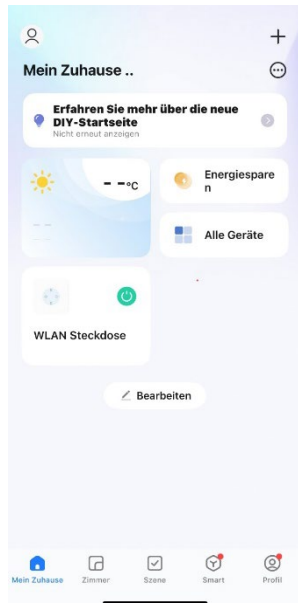 Mein Zuhause ..
Erfahren Sie mehr über die neue
DIY-Startseite
Nicht erneut anzeigen
- -°C
- -
- -
Energiespare
n
Alle Geräte
WLAN Steckdose
Bearbeiten
Mein Zuhause
Zimmer
Szene
Smart
Profil